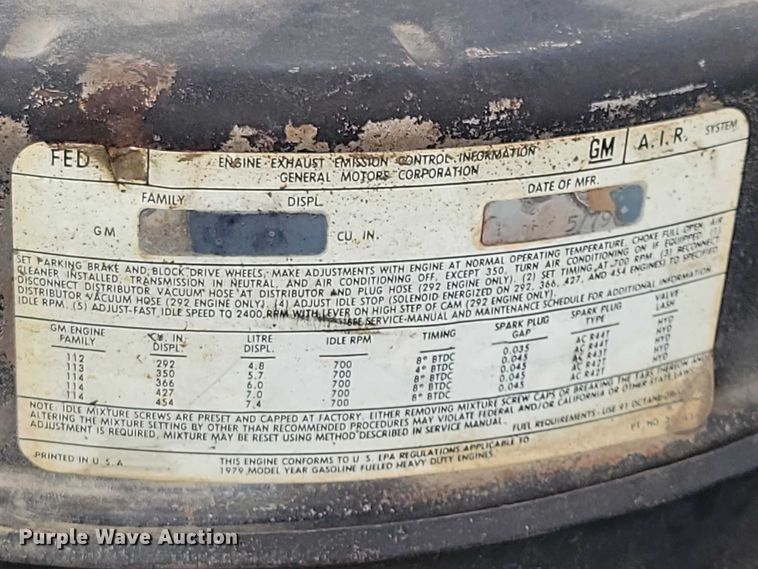 FED. ENGINE EXHAUST EMISSION CONTROL INFORMATION GM A.I.R. SYSTEM
GENERAL MOTORS CORPORATION
FAMILY DISPL. DATE OF MFR.
GM CU. IN. 5/79
SET PARKING BRAKE AND BLOCK DRIVE WHEELS, MAKE ADJUSTMENTS WITH ENGINE AT NORMAL OPERATING TEMPERATURE, CHOKE FULL OPEN, AIR
CLEANER INSTALLED, TRANSMISSION IN NEUTRAL, AND AIR CONDITIONING OFF, EXCEPT 350, TURN AIR CONDITIONING ON IF EQUIPPED. (1)
DISCONNECT DISTRIBUTOR VACUUM HOSE AT DISTRIBUTOR AND PLUG HOSE (292 ENGINE ONLY). (2) SET TIMING AT 700 RPM. (3) RECONNECT
DISTRIBUTOR VACUUM HOSE (292 ENGINE ONLY). (4) ADJUST IDLE STOP (SOLENOID ENERGIZED ON 292, 366, 427, AND 454 ENGINES) TO SPECIFIED
IDLE RPM. (5) ADJUST FAST IDLE SPEED TO 2400 RPM WITH LEVER ON HIGH STEP OF CAM (292 ENGINE ONLY).
SERVICE MANUAL AND MAINTENANCE SCHEDULE FOR ADDITIONAL INFORMATION
GM ENGINE FAMILY CU. IN. DISPL. LITRE DISPL. IDLE RPM TIMING SPARK PLUG GAP SPARK PLUG TYPE VALVE LASH
112 292 4.8 700 8° BTDC 0.035 AC R44T HYD
113 350 5.7 700 4° BTDC 0.045 AC R44T HYD
114 366 6.0 700 8° BTDC 0.045 AC R43T HYD
114 427 7.0 700 8° BTDC 0.045 AC R42T HYD
114 454 7.4 700 8° BTDC 0.045 AC R42T HYD
NOTE: IDLE MIXTURE SCREWS ARE PRESET AND CAPPED AT FACTORY. EITHER REMOVING MIXTURE SCREW CAPS OR BREAKING THE TABS THEREON AND
ALTERING THE MIXTURE SETTING BY OTHER THAN RECOMMENDED PROCEDURES MAY VIOLATE FEDERAL AND/OR CALIFORNIA OR OTHER STATE LAWS. IF
ADJUSTMENT IS REQUIRED, MIXTURE MAY BE RESET USING METHOD DESCRIBED IN SERVICE MANUAL. FUEL REQUIREMENTS - USE 91 OCTANE
PT. NO.
PRINTED IN U.S.A. THIS ENGINE CONFORMS TO U.S. EPA REGULATIONS APPLICABLE TO
1979 MODEL YEAR GASOLINE FUELED HEAVY DUTY ENGINES.
Purple Wave Auction